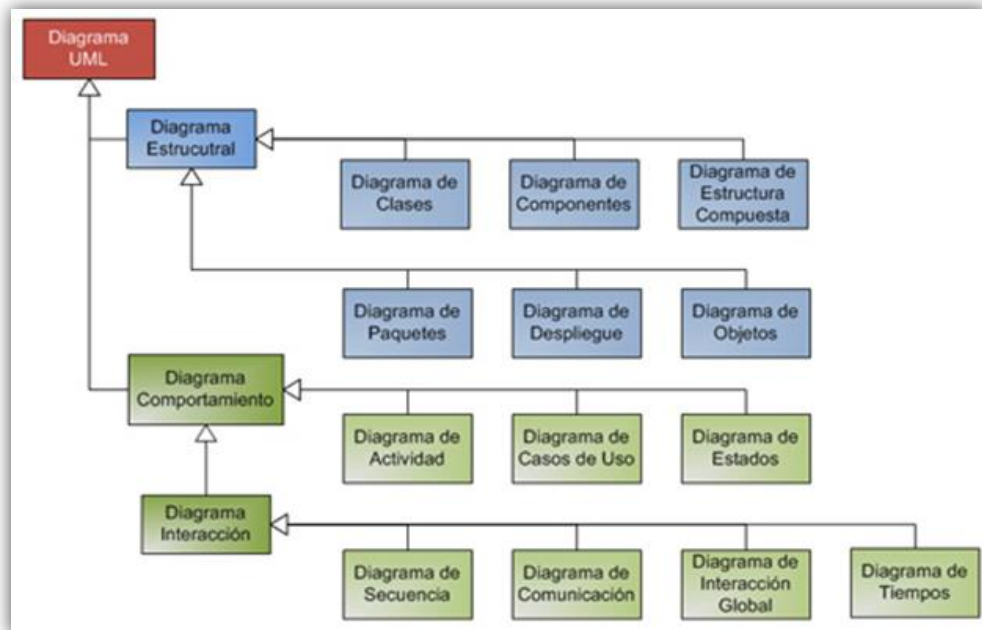 Diagrama
UML
Diagrama
Estrucutral
Diagrama de
Clases
Diagrama de
Componentes
Diagrama de
Estructura
Compuesta
Diagrama de
Paquetes
Diagrama de
Despliegue
Diagrama de
Objetos
Diagrama
Comportamiento
Diagrama de
Actividad
Diagrama de
Casos de Uso
Diagrama de
Estados
Diagrama
Interacción
Diagrama de
Secuencia
Diagrama de
Comunicación
Diagrama de
Interacción
Global
Diagrama de
Tiempos